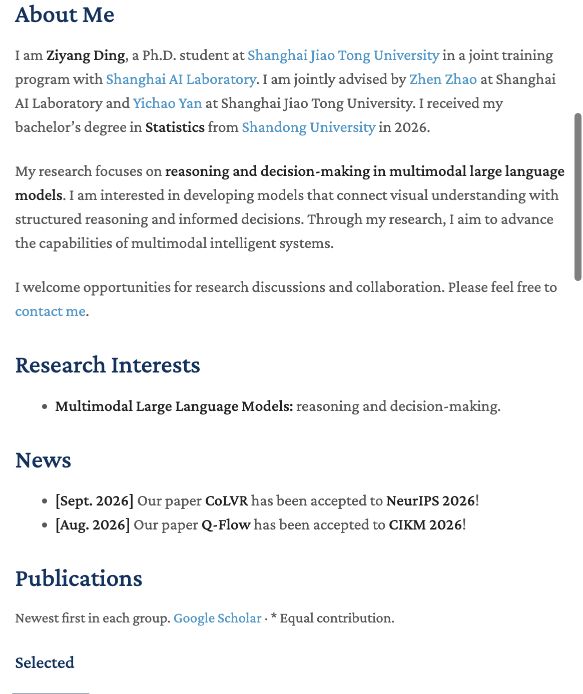 About Me
I am Ziyang Ding, a Ph.D. student at Shanghai Jiao Tong University in a joint training
program with Shanghai AI Laboratory. I am jointly advised by Zhen Zhao at Shanghai
AI Laboratory and Yichao Yan at Shanghai Jiao Tong University. I received my
bachelor’s degree in Statistics from Shandong University in 2026.
My research focuses on reasoning and decision-making in multimodal large language
models. I am interested in developing models that connect visual understanding with
structured reasoning and informed decisions. Through my research, I aim to advance
the capabilities of multimodal intelligent systems.
I welcome opportunities for research discussions and collaboration. Please feel free to
contact me.
Research Interests
• Multimodal Large Language Models: reasoning and decision-making.
News
• [Sept. 2026] Our paper CoLVR has been accepted to NeurIPS 2026!
• [Aug. 2026] Our paper Q-Flow has been accepted to CIKM 2026!
Publications
Newest first in each group. Google Scholar · * Equal contribution.
Selected